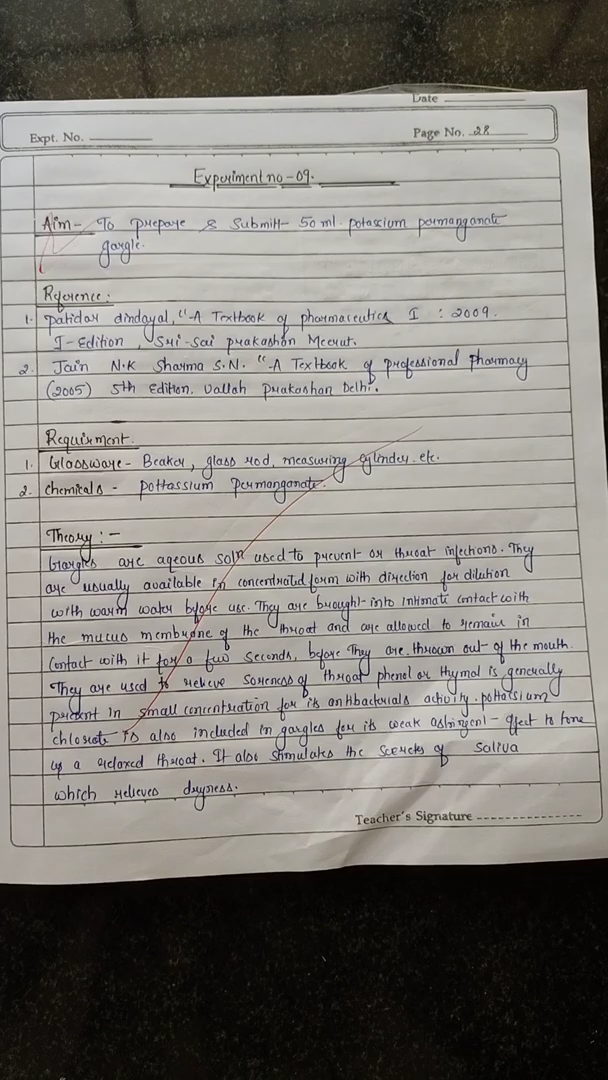 Date
Expt. No.
Page No. 28
Experiment no - 09.
Aim - To prepare & Submitt - 50 ml potassium permanganate
gargle.
Reference :
1. patidar dindayal, "A Textbook of pharmaceutics I : 2009.
I - Edition, Sri - Sai prakashan Meerut.
2. Jain N.K Sharma S.N. "A Textbook of professional pharmacy
(2005) 5th Edition. Vallah Prakashan Delhi.
Requirment.
1. Glassware - Beaker, glass rod, measuring cylinder. etc.
2. chemicals - pottassium permanganate.
Theory : -
Gargles are aqeous soln used to prevent or throat infections. They
are usually available in concentrated form with direction for dilution
with warm water before use. They are brought into intimate contact with
the mucus membrane of the throat and are allowed to remain in
Contact with it for a few Seconds, before They are thrown out of the mouth.
They are used to relieve Soreness of throat phenol or thymol is generally
present in small concentration for its antibacterials activity. pottassium
chlorate is also included in gargles for its weak astringent - effect to tone
up a relaxed throat. It also stimulates the of Saliva
which relieves dryness.
Teacher's Signature